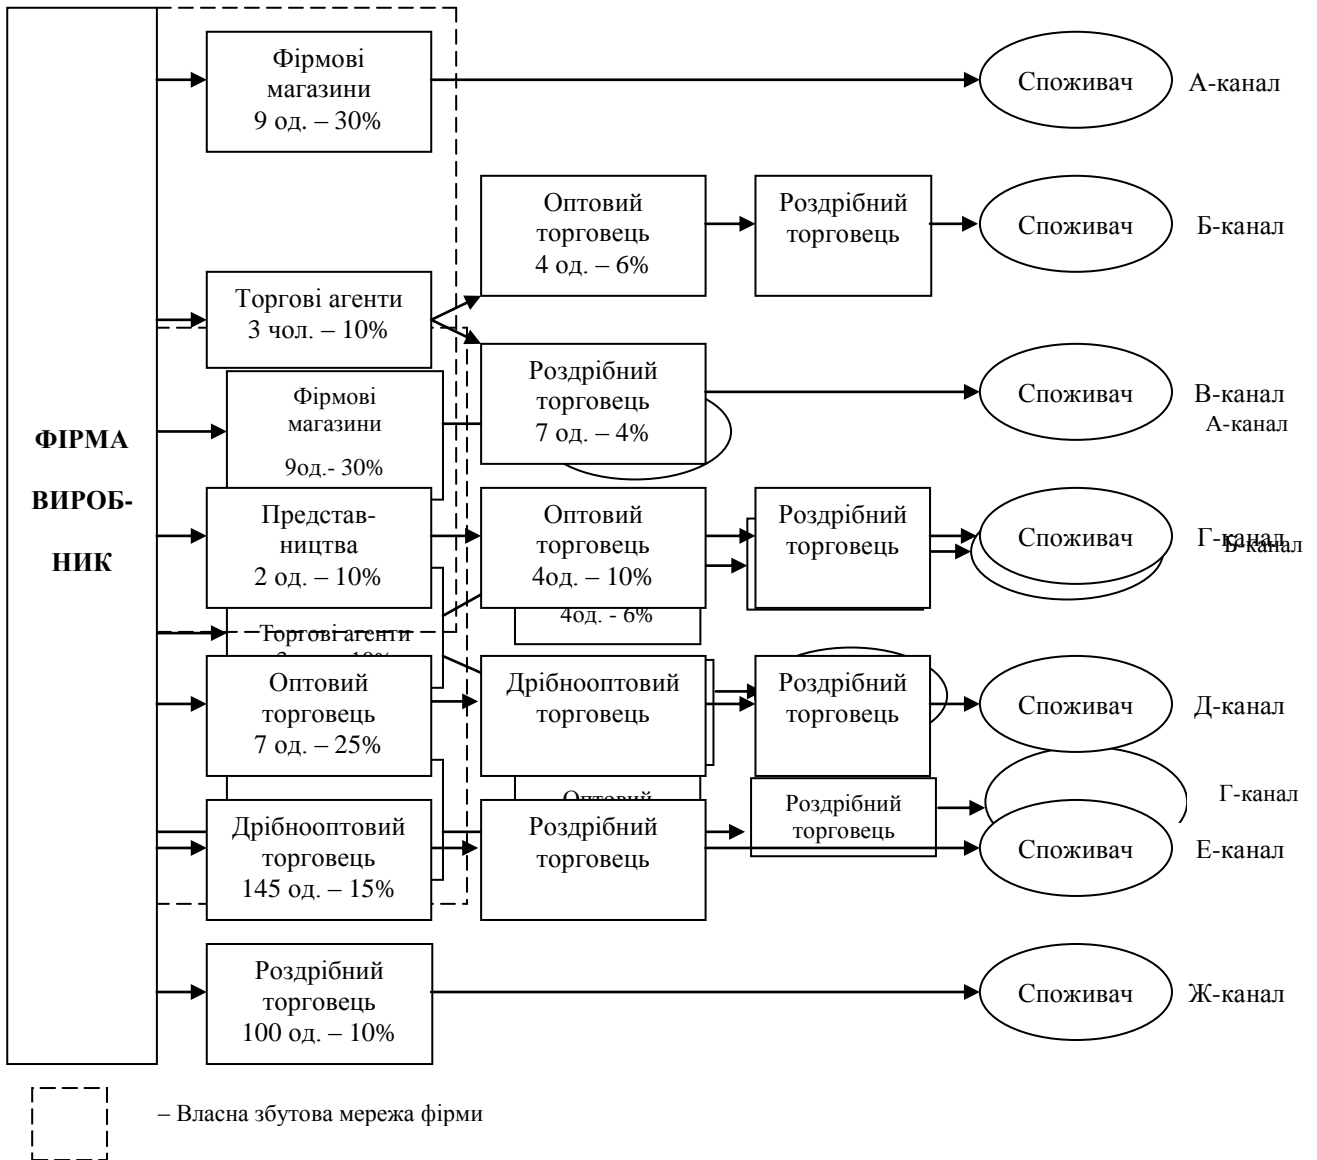 Фірмові
магазини
9 од. – 30%
Споживач
А-канал
Оптовий
торговець
4 од. – 6%
Роздрібний
торговець
Споживач
Б-канал
Торгові агенти
3 чол. – 10%
Роздрібний
торговець
7 од. – 4%
Споживач
В-канал
А-канал
Фірмові
магазини
9од.- 30%
ФІРМА
ВИРОБ-
НИК
Представ-
ництва
2 од. – 10%
Оптовий
торговець
4од. – 10%
Роздрібний
торговець
Споживач
Г-канал
Б-канал
4од. - 6%
Торгові агенти
Оптовий
торговець
7 од. – 25%
Дрібнооптовий
торговець
Роздрібний
торговець
Споживач
Д-канал
Оптовий
Роздрібний
торговець
Г-канал
Дрібнооптовий
торговець
145 од. – 15%
Роздрібний
торговець
Споживач
Е-канал
Роздрібний
торговець
100 од. – 10%
Споживач
Ж-канал
– Власна збутова мережа фірми